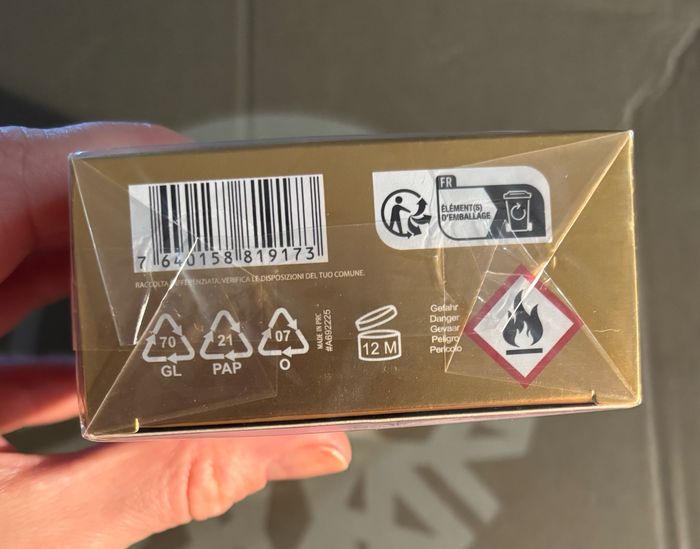 FR
ÉLÉMENT(S)
D'EMBALLAGE
7 640158 819173
RACCOLTA DIFFERENZIATA. VERIFICA LE DISPOSIZIONI DEL TUO COMUNE.
70
GL
21
PAP
07
O
MADE IN PRC
#A692225
12 M
Gefahr
Danger
Gevaar
Peligro
Pericolo